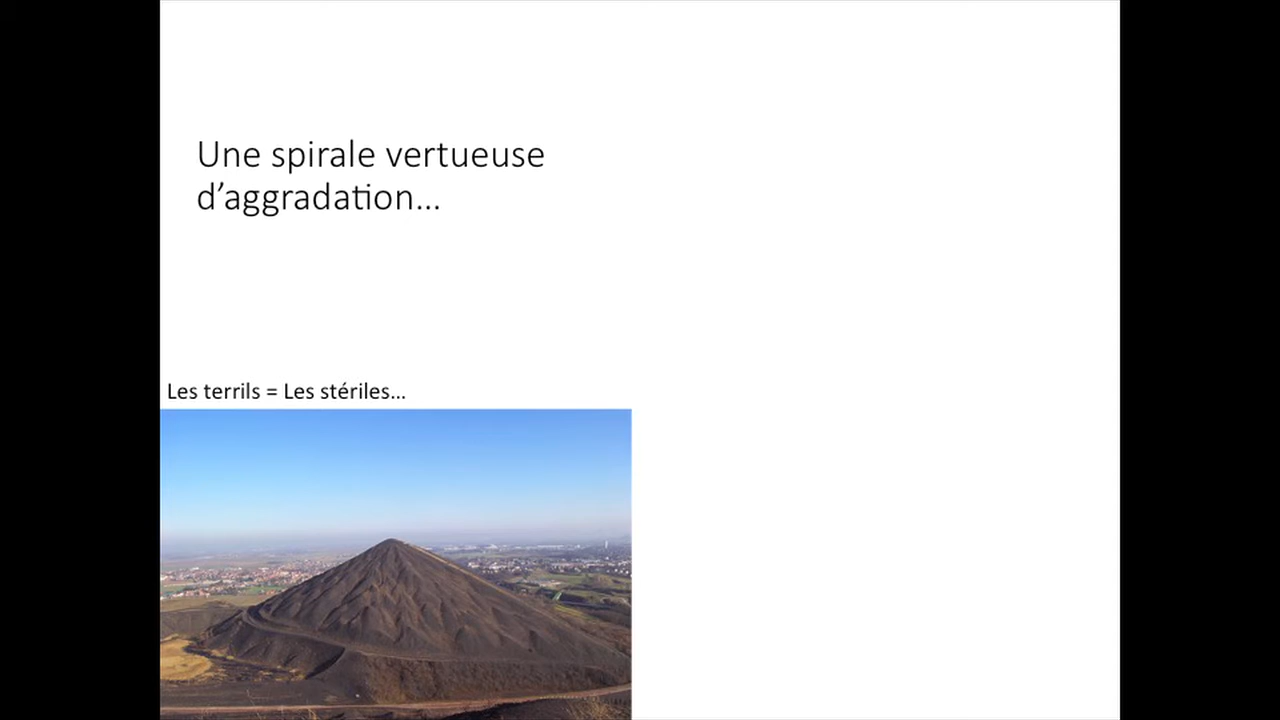 Une spirale vertueuse
d’aggradation...
Les terrils = Les stériles...